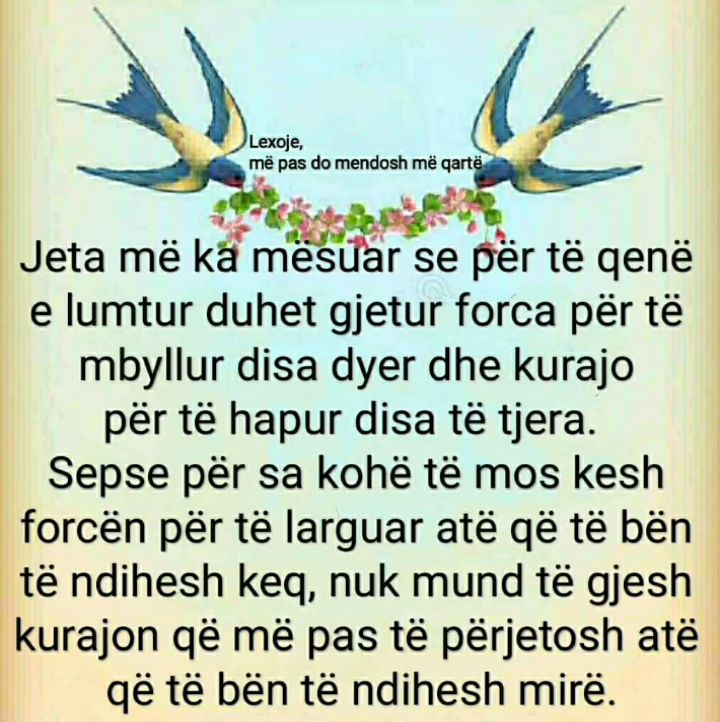 Lexoje,
më pas do mendosh më qartë
Jeta më ka mësuar se për të qenë
e lumtur duhet gjetur forca për të
mbyllur disa dyer dhe kurajo
për të hapur disa të tjera.
Sepse për sa kohë të mos kesh
forcën për të larguar atë që të bën
të ndihesh keq, nuk mund të gjesh
kurajon që më pas të përjetosh atë
që të bën të ndihesh mirë.